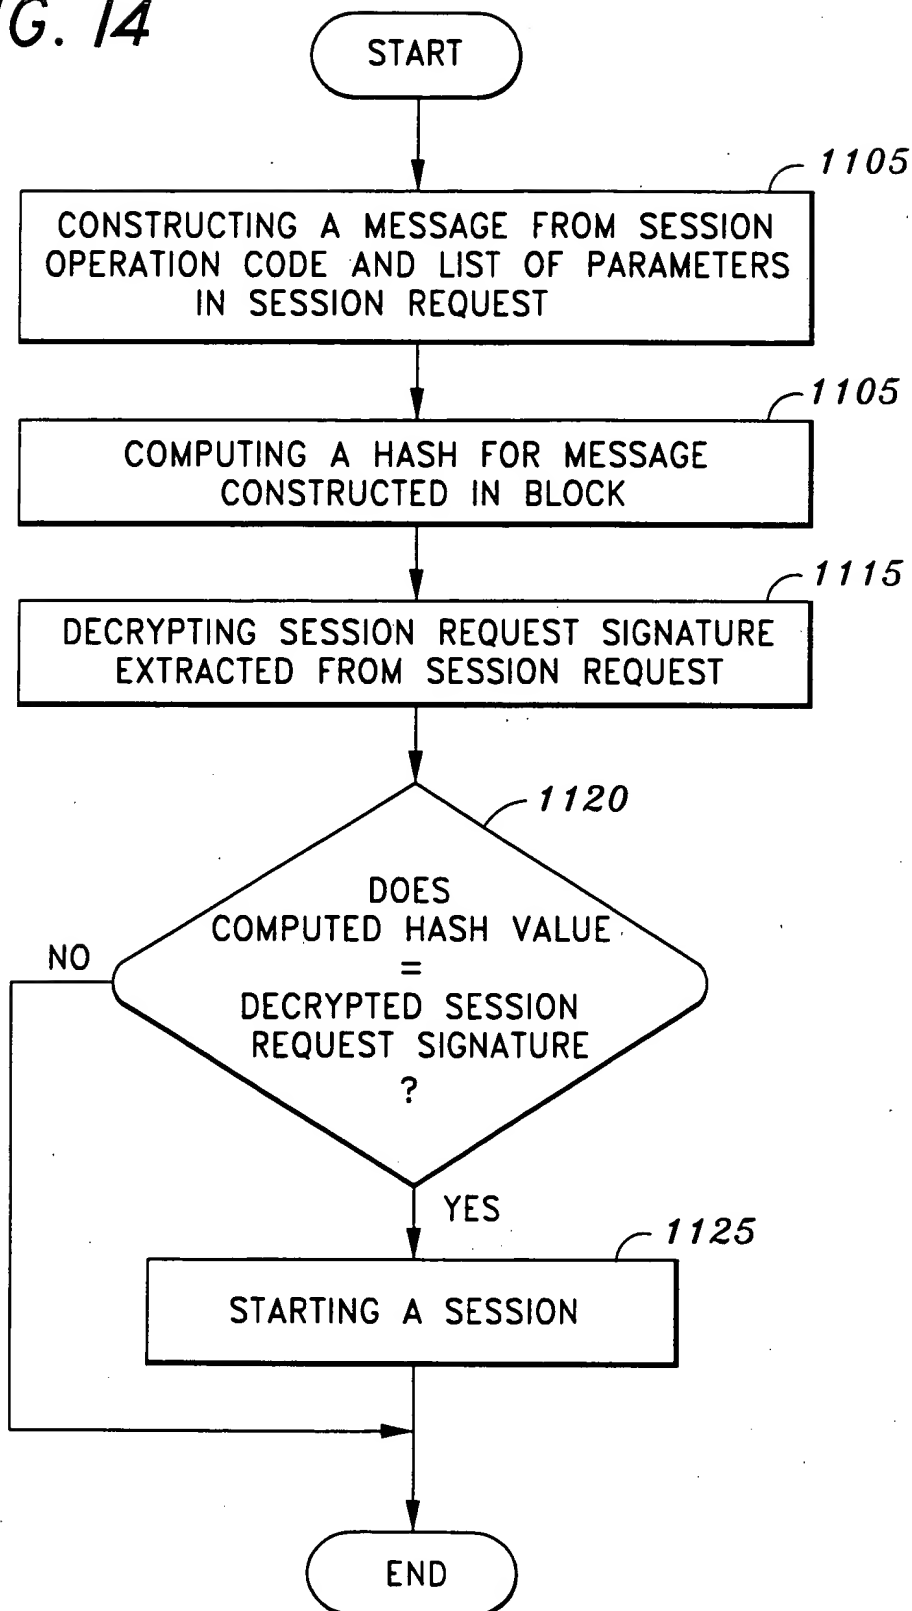 G. 14
START
1105
CONSTRUCTING A MESSAGE FROM SESSION
OPERATION CODE AND LIST OF PARAMETERS
IN SESSION REQUEST
1105
COMPUTING A HASH FOR MESSAGE
CONSTRUCTED IN BLOCK
1115
DECRYPTING SESSION REQUEST SIGNATURE
EXTRACTED FROM SESSION REQUEST
1120
DOES
COMPUTED HASH VALUE
=
DECRYPTED SESSION
REQUEST SIGNATURE
?
NO
YES
1125
STARTING A SESSION
END